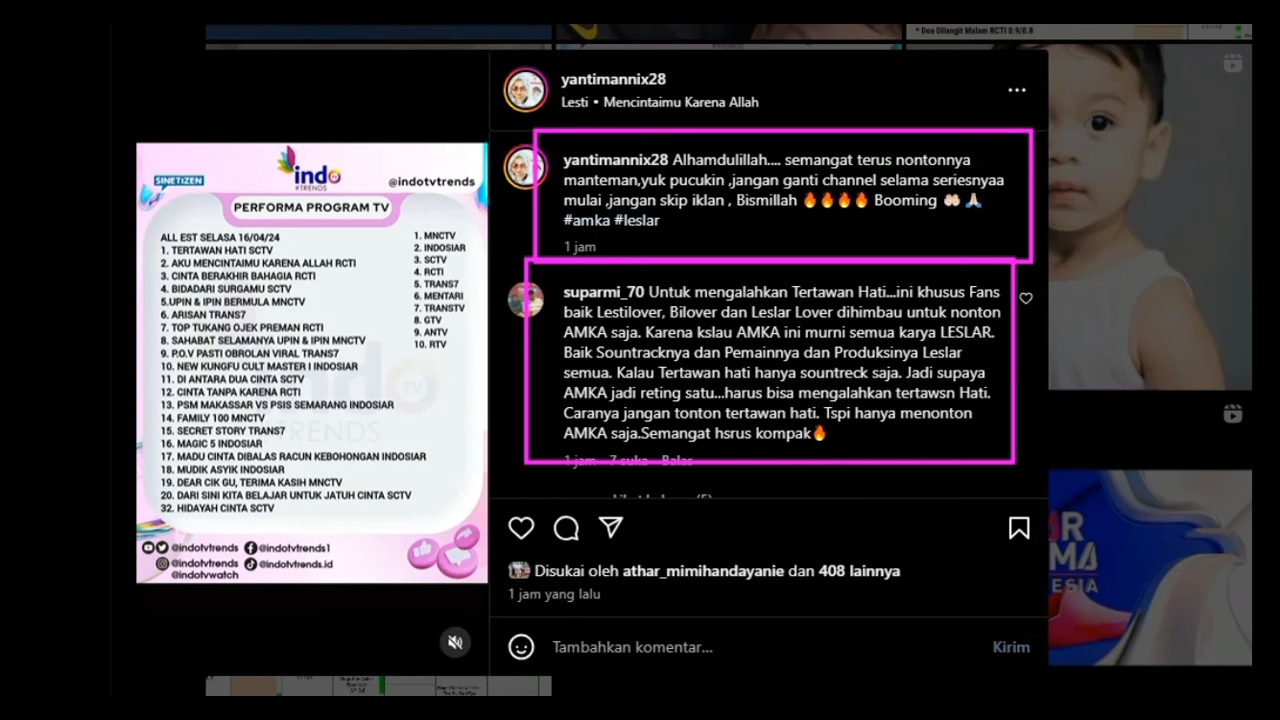 * Doa Dilangit Malam RCTI 0.9/8.8
yantimannix28
Lesti • Mencintaimu Karena Allah
SINETIZEN
indo
#TRENDS
@indotvtrends
PERFORMA PROGRAM TV
ALL EST SELASA 16/04/24
1. TERTAWAN HATI SCTV
2. AKU MENCINTAIMU KARENA ALLAH RCTI
3. CINTA BERAKHIR BAHAGIA RCTI
4. BIDADARI SURGAMU SCTV
5.UPIN & IPIN BERMULA MNCTV
6. ARISAN TRANS7
7. TOP TUKANG OJEK PREMAN RCTI
8. SAHABAT SELAMANYA UPIN & IPIN MNCTV
9. P.O.V PASTI OBROLAN VIRAL TRANS7
10. NEW KUNGFU CULT MASTER I INDOSIAR
11. DI ANTARA DUA CINTA SCTV
12. CINTA TANPA KARENA RCTI
13. PSM MAKASSAR VS PSIS SEMARANG INDOSIAR
14. FAMILY 100 MNCTV
15. SECRET STORY TRANS7
16. MAGIC 5 INDOSIAR
17. MADU CINTA DIBALAS RACUN KEBOHONGAN INDOSIAR
18. MUDIK ASYIK INDOSIAR
19. DEAR CIK GU, TERIMA KASIH MNCTV
20. DARI SINI KITA BELAJAR UNTUK JATUH CINTA SCTV
32. HIDAYAH CINTA SCTV
1. MNCTV
2. INDOSIAR
3. SCTV
4. RCTI
5. TRANS7
6. MENTARI
7. TRANSTV
8. GTV
9. ANTV
10. RTV
@indotvtrends @indotvtrends1
@indotvtrends @indotvtrends.id
@indotvwatch
yantimannix28 Alhamdulillah.... semangat terus nontonnya
manteman,yuk pucukin ,jangan ganti channel selama seriesnyaa
mulai ,jangan skip iklan , Bismillah 🔥🔥🔥🔥 Booming 🤲🏻 🙏🏻
#amka #leslar
1 jam
suparmi_70 Untuk mengalahkan Tertawan Hati...ini khusus Fans
baik Lestilover, Bilover dan Leslar Lover dihimbau untuk nonton
AMKA saja. Karena kslau AMKA ini murni semua karya LESLAR.
Baik Sountracknya dan Pemainnya dan Produksinya Leslar
semua. Kalau Tertawan hati hanya sountreck saja. Jadi supaya
AMKA jadi reting satu...harus bisa mengalahkan tertawsn Hati.
Caranya jangan tonton tertawan hati. Tspi hanya menonton
AMKA saja.Semangat hsrus kompak🔥
1 jam 7 suka Balas
Disukai oleh athar_mimihandayanie dan 408 lainnya
1 jam yang lalu
Tambahkan komentar...
Kirim